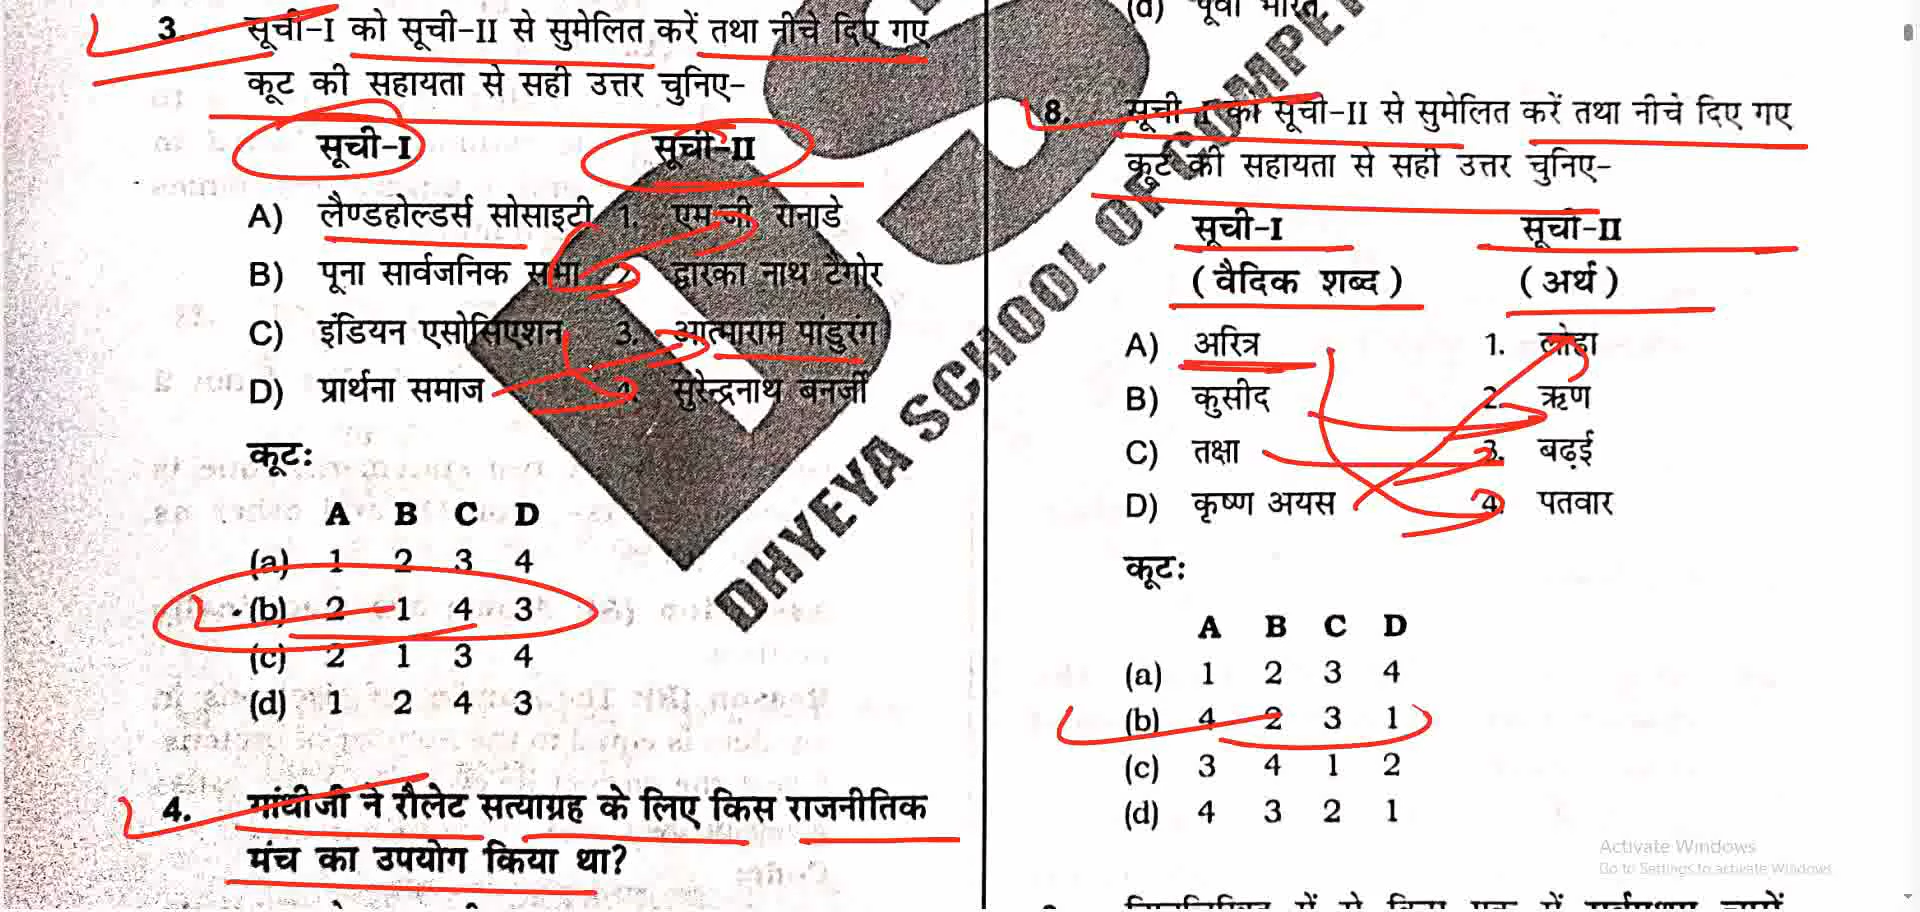 3. सूची-I को सूची-II से सुमेलित करें तथा नीचे दिए गए
कूट की सहायता से सही उत्तर चुनिए-
सूची-I सूची-II
A) लैण्डहोल्डर्स सोसाइटी 1. एम जी रानाडे
B) पूना सार्वजनिक सभा 2. द्वारका नाथ टैगोर
C) इंडियन एसोसिएशन 3. आत्माराम पांडुरंग
D) प्रार्थना समाज 4. सुरेन्द्रनाथ बनर्जी
कूट:
A B C D
(a) 1 2 3 4
(b) 2 1 4 3
(c) 2 1 3 4
(d) 1 2 4 3
4. गांधीजी ने रौलेट सत्याग्रह के लिए किस राजनीतिक
मंच का उपयोग किया था?
(d) पूर्वी भारत
8. सूची-I को सूची-II से सुमेलित करें तथा नीचे दिए गए
कूट की सहायता से सही उत्तर चुनिए-
सूची-I सूची-II
(वैदिक शब्द) (अर्थ)
A) अरित्र 1. लोहा
B) कुसीद 2. ऋण
C) तक्षा 3. बढ़ई
D) कृष्ण अयस 4. पतवार
कूट:
A B C D
(a) 1 2 3 4
(b) 4 2 3 1
(c) 3 4 1 2
(d) 4 3 2 1
DHYEYA SCHOOL OF COMPE
Activate Windows
Go to Settings to activate Windows.